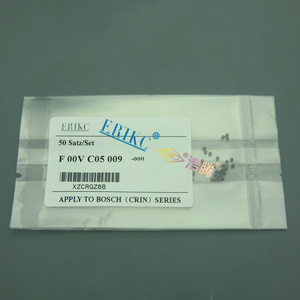 ERIKC
ERIKC
50 Satz/Set
F 00V C05 009 -000
XZCRQZ8B
APPLY TO BOSCH (CRIN) SERIES